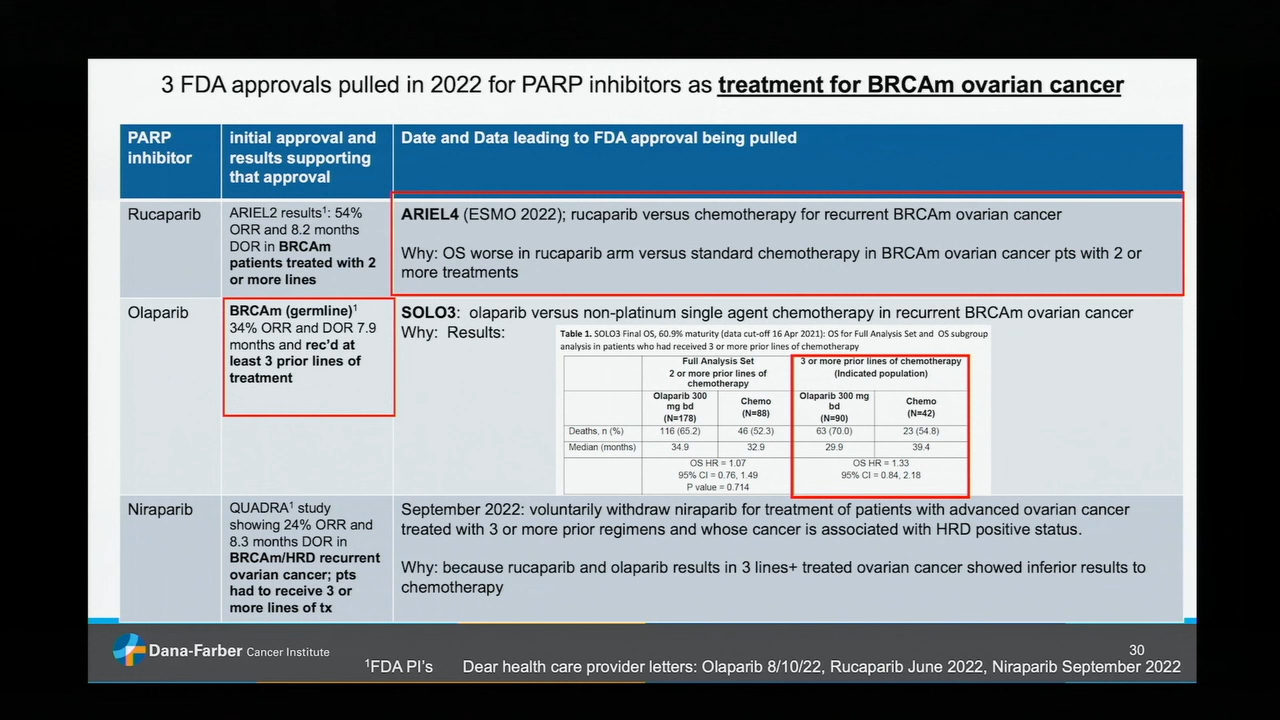 3 FDA approvals pulled in 2022 for PARP inhibitors as treatment for BRCAm ovarian cancer
PARP
inhibitor
initial approval and
results supporting
that approval
Date and Data leading to FDA approval being pulled
Rucaparib
ARIEL2 results¹: 54%
ORR and 8.2 months
DOR in BRCAm
patients treated with 2
or more lines
ARIEL4 (ESMO 2022); rucaparib versus chemotherapy for recurrent BRCAm ovarian cancer
Why: OS worse in rucaparib arm versus standard chemotherapy in BRCAm ovarian cancer pts with 2 or
more treatments
Olaparib
BRCAm (germline)¹
34% ORR and DOR 7.9
months and rec’d at
least 3 prior lines of
treatment
SOLO3: olaparib versus non-platinum single agent chemotherapy in recurrent BRCAm ovarian cancer
Why: Results:
Table 1. SOLO3 Final OS, 60.9% maturity (data cut-off 16 Apr 2021): OS for Full Analysis Set and OS subgroup
analysis in patients who had received 3 or more prior lines of chemotherapy
Full Analysis Set
2 or more prior lines of
chemotherapy
3 or more prior lines of chemotherapy
(Indicated population)
Olaparib 300
mg bd
(N=178)
Chemo
(N=88)
Olaparib 300 mg
bd
(N=90)
Chemo
(N=42)
Deaths, n (%) 116 (65.2) 46 (52.3) 63 (70.0) 23 (54.8)
Median (months) 34.9 32.9 29.9 39.4
OS HR = 1.07
95% CI = 0.76, 1.49
P value = 0.714
OS HR = 1.33
95% CI = 0.84, 2.18
Niraparib
QUADRA¹ study
showing 24% ORR and
8.3 months DOR in
BRCAm/HRD recurrent
ovarian cancer; pts
had to receive 3 or
more lines of tx
September 2022: voluntarily withdraw niraparib for treatment of patients with advanced ovarian cancer
treated with 3 or more prior regimens and whose cancer is associated with HRD positive status.
Why: because rucaparib and olaparib results in 3 lines+ treated ovarian cancer showed inferior results to
chemotherapy
Dana-Farber Cancer Institute
30
¹FDA PI’s Dear health care provider letters: Olaparib 8/10/22, Rucaparib June 2022, Niraparib September 2022